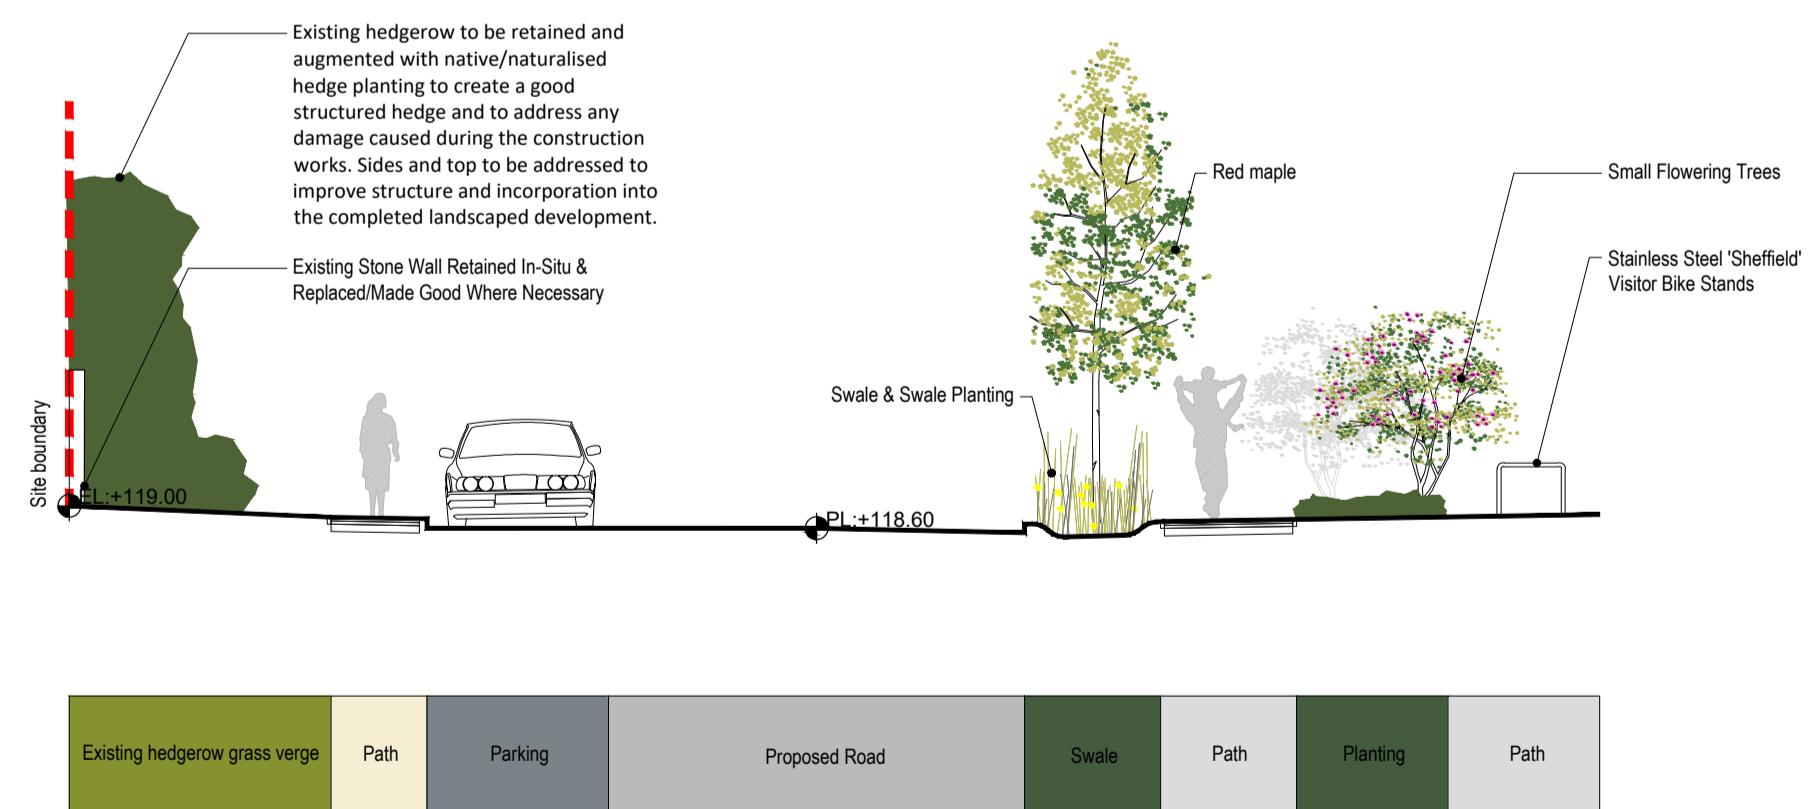 Existing hedgerow to be retained and
augmented with native/naturalised
hedge planting to create a good
structured hedge and to address any
damage caused during the construction
works. Sides and top to be addressed to
improve structure and incorporation into
the completed landscaped development.
Existing Stone Wall Retained In-Situ &
Replaced/Made Good Where Necessary
Red maple
Small Flowering Trees
Stainless Steel 'Sheffield'
Visitor Bike Stands
Swale & Swale Planting
Site boundary
EL:+119.00
PL:+118.60
Existing hedgerow grass verge
Path
Parking
Proposed Road
Swale
Path
Planting
Path